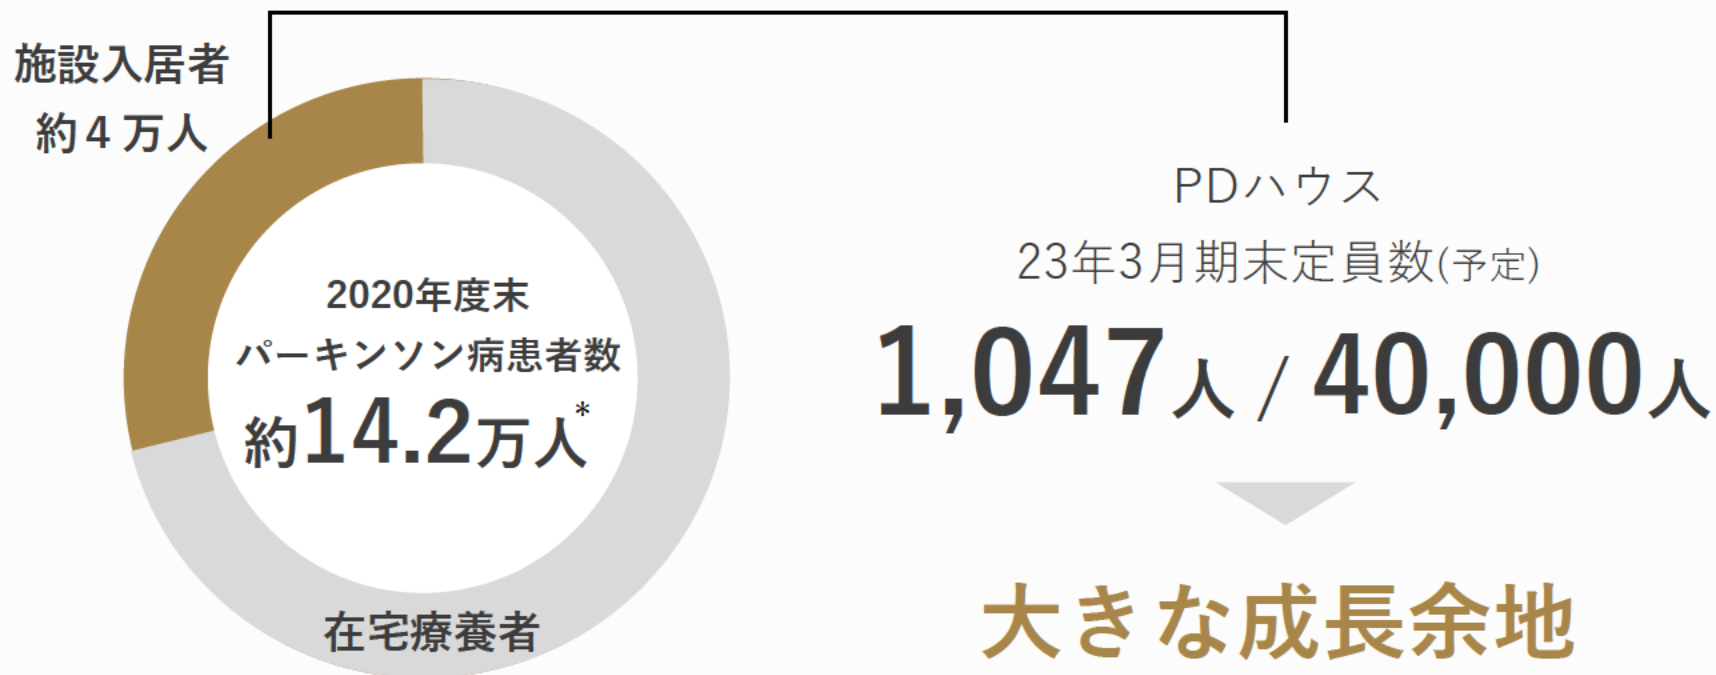 施設入居者
約４万人
2020年度末
パーキンソン病患者数
約14.2万人*
在宅療養者
PDハウス
23年3月期末定員数(予定)
1,047人 / 40,000人
大きな成長余地